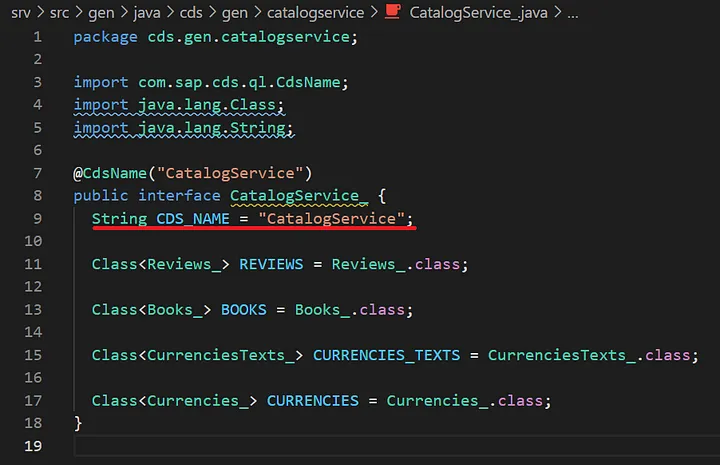 srv > src > gen > java > cds > gen > catalogservice > CatalogService_java > ...
1 package cds.gen.catalogservice;
2
3 import com.sap.cds.ql.CdsName;
4 import java.lang.Class;
5 import java.lang.String;
6
7 @CdsName("CatalogService")
8 public interface CatalogService_ {
9 String CDS_NAME = "CatalogService";
10
11 Class<Reviews_> REVIEWS = Reviews_.class;
12
13 Class<Books_> BOOKS = Books_.class;
14
15 Class<CurrenciesTexts_> CURRENCIES_TEXTS = CurrenciesTexts_.class;
16
17 Class<Currencies_> CURRENCIES = Currencies_.class;
18 }
19